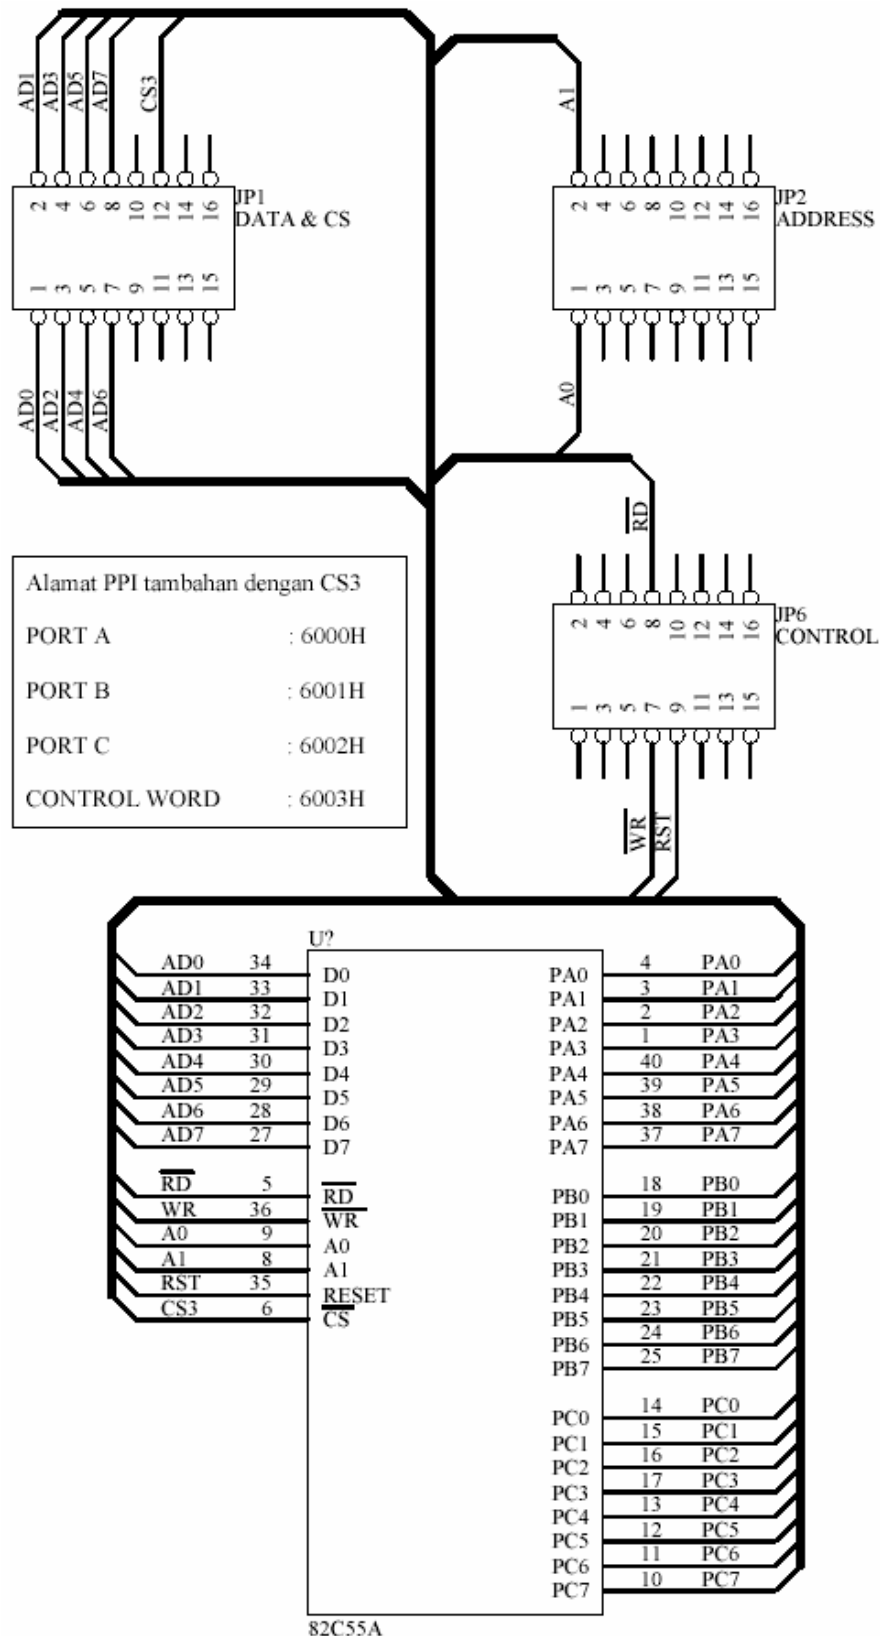 AD1 AD3 AD5 AD7 CS3
A1
2 4 6 8 10 12 14 16
JP1
DATA & CS
1 3 5 7 9 11 13 15
AD0 AD2 AD4 AD6
2 4 6 8 10 12 14 16
JP2
ADDRESS
1 3 5 7 9 11 13 15
A0
RD
2 4 6 8 10 12 14 16
JP6
CONTROL
1 3 5 7 9 11 13 15
WR RST
Alamat PPI tambahan dengan CS3
PORT A : 6000H
PORT B : 6001H
PORT C : 6002H
CONTROL WORD : 6003H
U?
AD0 34 D0
AD1 33 D1
AD2 32 D2
AD3 31 D3
AD4 30 D4
AD5 29 D5
AD6 28 D6
AD7 27 D7
RD 5 RD
WR 36 WR
A0 9 A0
A1 8 A1
RST 35 RESET
CS3 6 CS
PA0 4 PA0
PA1 3 PA1
PA2 2 PA2
PA3 1 PA3
PA4 40 PA4
PA5 39 PA5
PA6 38 PA6
PA7 37 PA7
PB0 18 PB0
PB1 19 PB1
PB2 20 PB2
PB3 21 PB3
PB4 22 PB4
PB5 23 PB5
PB6 24 PB6
PB7 25 PB7
PC0 14 PC0
PC1 15 PC1
PC2 16 PC2
PC3 17 PC3
PC4 13 PC4
PC5 12 PC5
PC6 11 PC6
PC7 10 PC7
82C55A